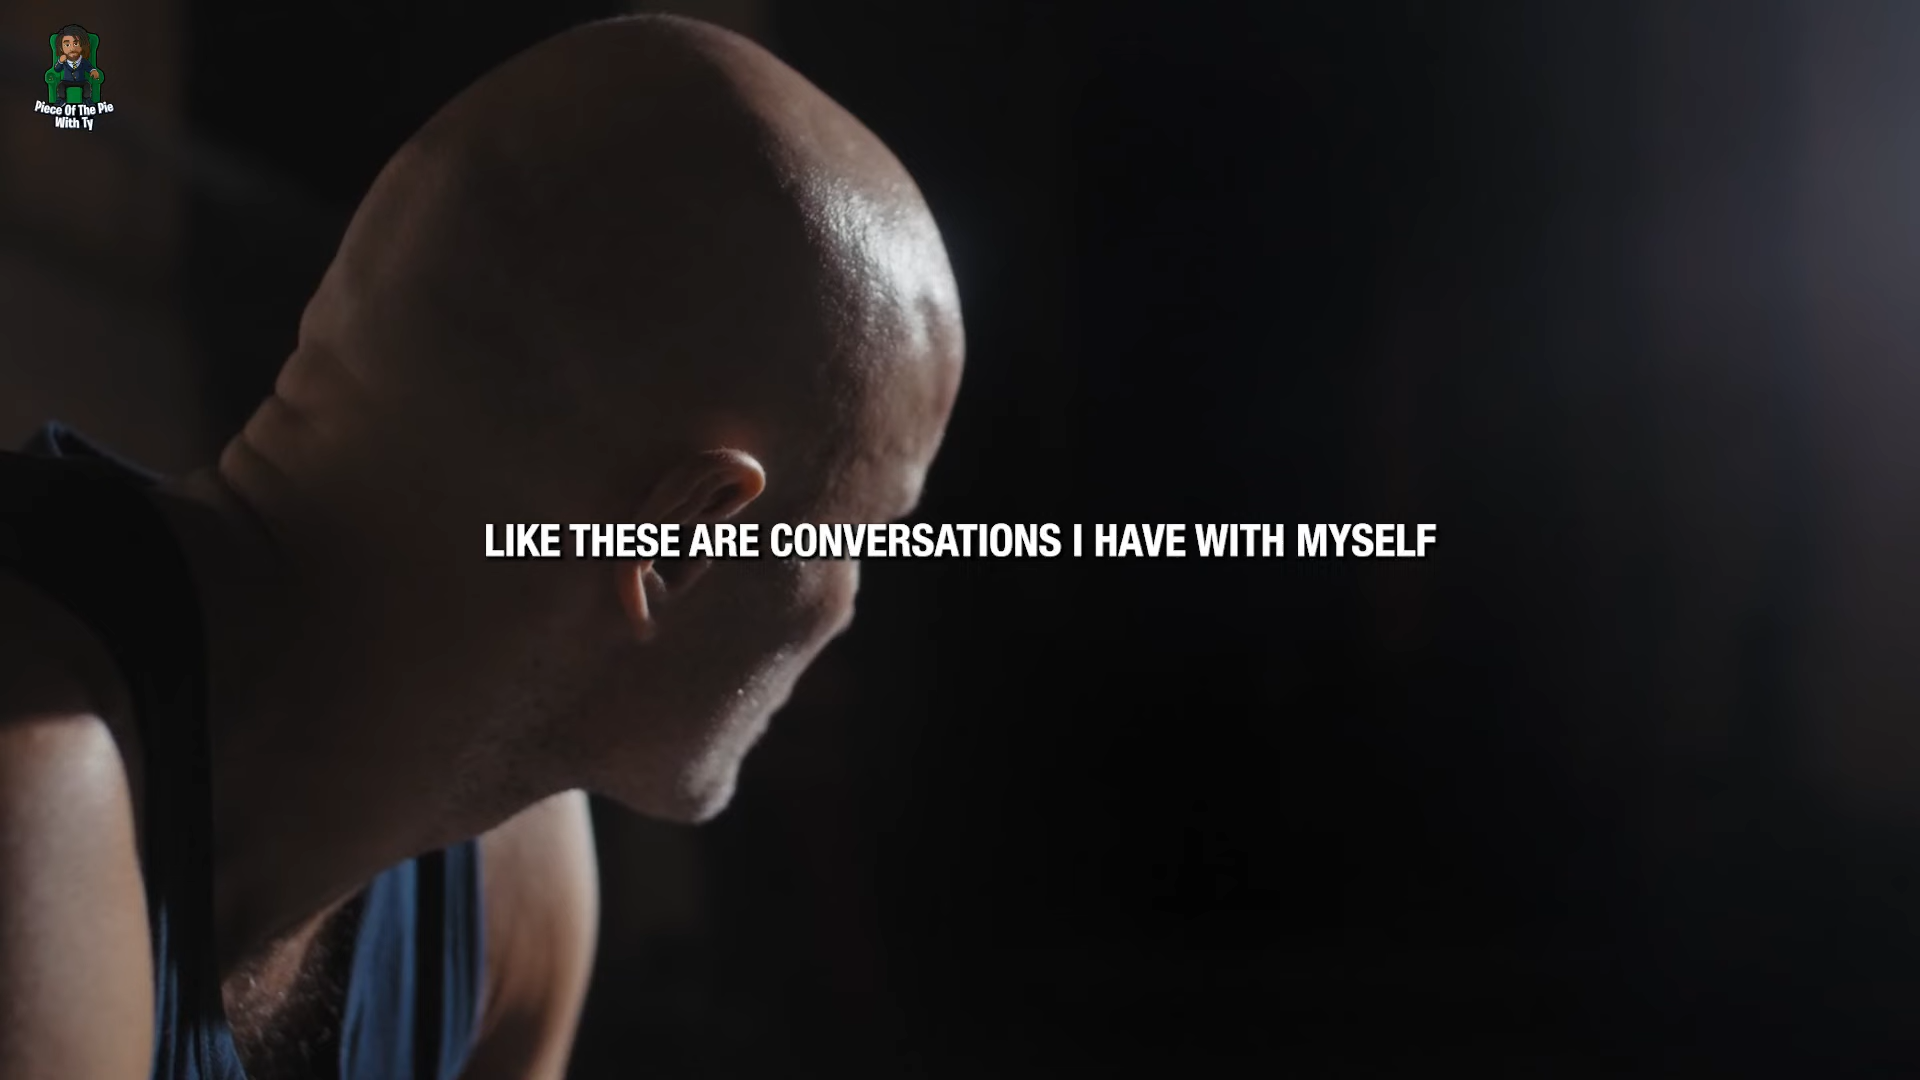 Piece Of The Pie
With Ty
LIKE THESE ARE CONVERSATIONS I HAVE WITH MYSELF